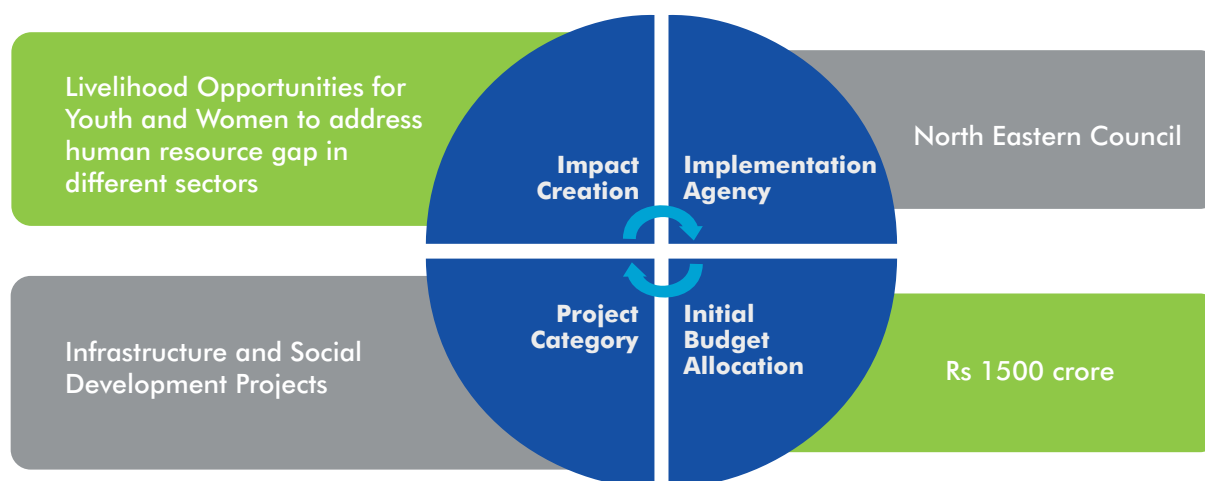 Livelihood Opportunities for
Youth and Women to address
human resource gap in
different sectors
Impact
Creation
Implementation
Agency
North Eastern Council
Infrastructure and Social
Development Projects
Project
Category
Initial
Budget
Allocation
Rs 1500 crore